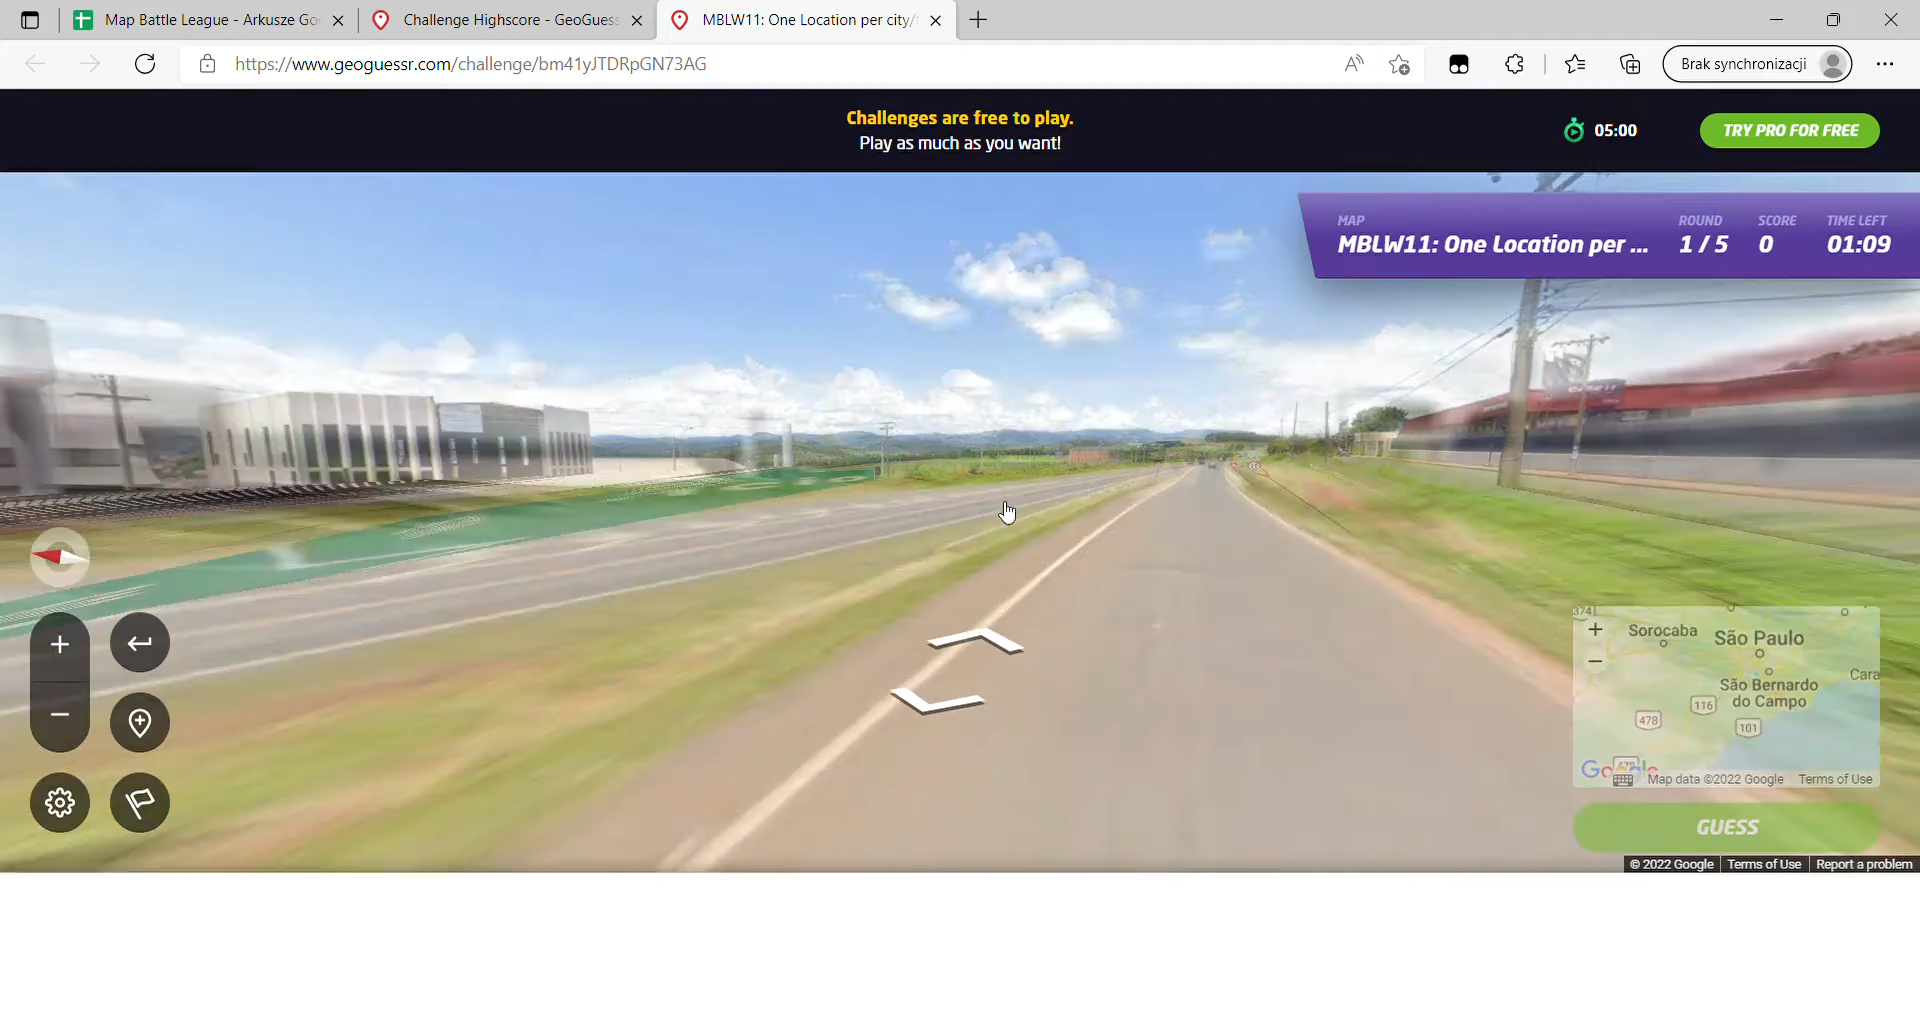 Map Battle League - Arkusze Go
Challenge Highscore - GeoGuess
MBLW11: One Location per city/
https://www.geoguessr.com/challenge/bm41yJTDRpGN73AG
Brak synchronizacji
Challenges are free to play.
Play as much as you want!
05:00
TRY PRO FOR FREE
MAP
MBLW11: One Location per ...
ROUND
1 / 5
SCORE
0
TIME LEFT
01:09
374
Sorocaba
São Paulo
Cara
São Bernardo
do Campo
116
478
101
478
Google
Map data ©2022 Google
Terms of Use
GUESS
© 2022 Google
Terms of Use
Report a problem